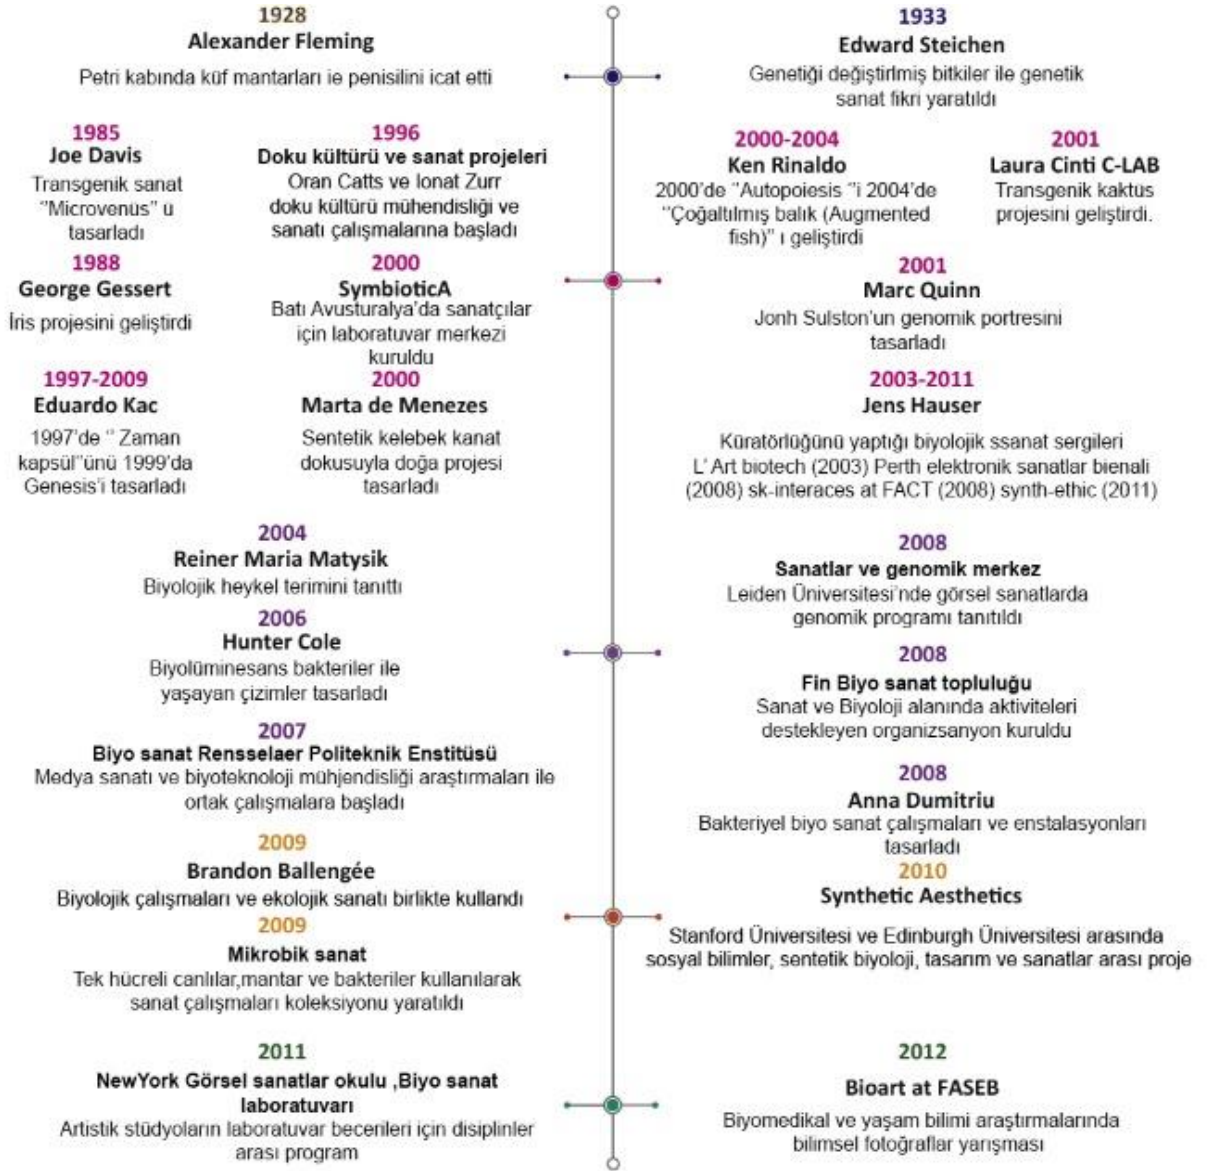 1928
Alexander Fleming
Petri kabında küf mantarları ie penisilini icat etti
1933
Edward Steichen
Genetiği değiştirlmiş bitkiler ile genetik
sanat fikri yaratıldı
1985
Joe Davis
Transgenik sanat
"Microvenüs" ü
tasarladı
1996
Doku kültürü ve sanat projeleri
Oran Catts ve Ionat Zurr
doku kültürü mühendisliği ve
sanatı çalışmalarına başladı
2000-2004
Ken Rinaldo
2000'de "Autopoiesis "i 2004'de
"Çoğaltılmış balık (Augmented
fish)" ı geliştirdi
2001
Laura Cinti C-LAB
Transgenik kaktüs
projesini geliştirdi.
1988
George Gessert
İris projesini geliştirdi
2000
SymbioticA
Batı Avusturalya'da sanatçılar
için laboratuvar merkezi
kuruldu
2001
Marc Quinn
Jonh Sulston'un genomik portresini
tasarladı
1997-2009
Eduardo Kac
1997'de " Zaman
kapsül"ünü 1999'da
Genesis'i tasarladı
2000
Marta de Menezes
Sentetik kelebek kanat
dokusuyla doğa projesi
tasarladı
2003-2011
Jens Hauser
Küratörlüğünü yaptığı biyolojik ssanat sergileri
L' Art biotech (2003) Perth elektronik sanatlar bienali
(2008) sk-interaces at FACT (2008) synth-ethic (2011)
2004
Reiner Maria Matysik
Biyolojik heykel terimini tanıttı
2008
Sanatlar ve genomik merkez
Leiden Üniversitesi'nde görsel sanatlarda
genomik programı tanıtıldı
2006
Hunter Cole
Biyolüminesans bakteriler ile
yaşayan çizimler tasarladı
2008
Fin Biyo sanat topluluğu
Sanat ve Biyoloji alanında aktiviteleri
destekleyen organizsanyon kuruldu
2007
Biyo sanat Rensselaer Politeknik Enstitüsü
Medya sanatı ve biyoteknoloji mühjendisliği araştırmaları ile
ortak çalışmalara başladı
2008
Anna Dumitriu
Bakteriyel biyo sanat çalışmaları ve enstalasyonları
tasarladı
2009
Brandon Ballengée
Biyolojik çalışmaları ve ekolojik sanatı birlikte kullandı
2010
Synthetic Aesthetics
Stanford Üniversitesi ve Edinburgh Üniversitesi arasında
sosyal bilimler, sentetik biyoloji, tasarım ve sanatlar arası proje
2009
Mikrobik sanat
Tek hücreli canlılar,mantar ve bakteriler kullanılarak
sanat çalışmaları koleksiyonu yaratıldı
2011
NewYork Görsel sanatlar okulu ,Biyo sanat
laboratuvarı
Artistik stüdyoların laboratuvar becerileri için disiplinler
arası program
2012
Bioart at FASEB
Biyomedikal ve yaşam bilimi araştırmalarında
bilimsel fotoğraflar yarışması